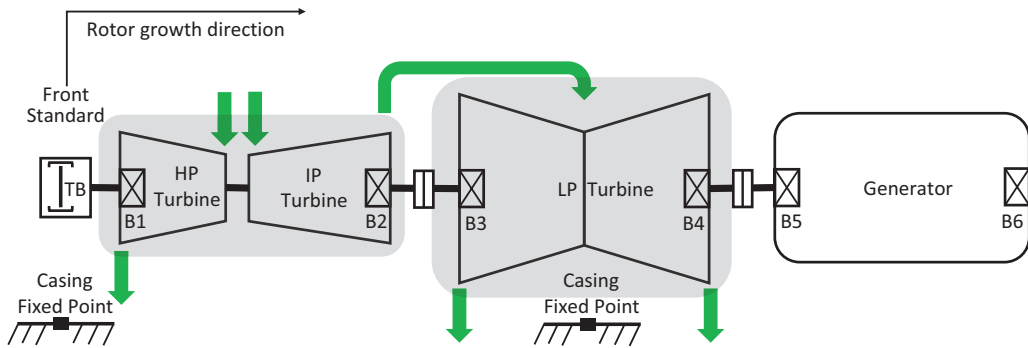 Rotor growth direction
Front
Standard
TB
HP
Turbine
B1
IP
Turbine
B2
LP Turbine
B3
B4
Generator
B5
B6
Casing
Fixed Point
Casing
Fixed Point